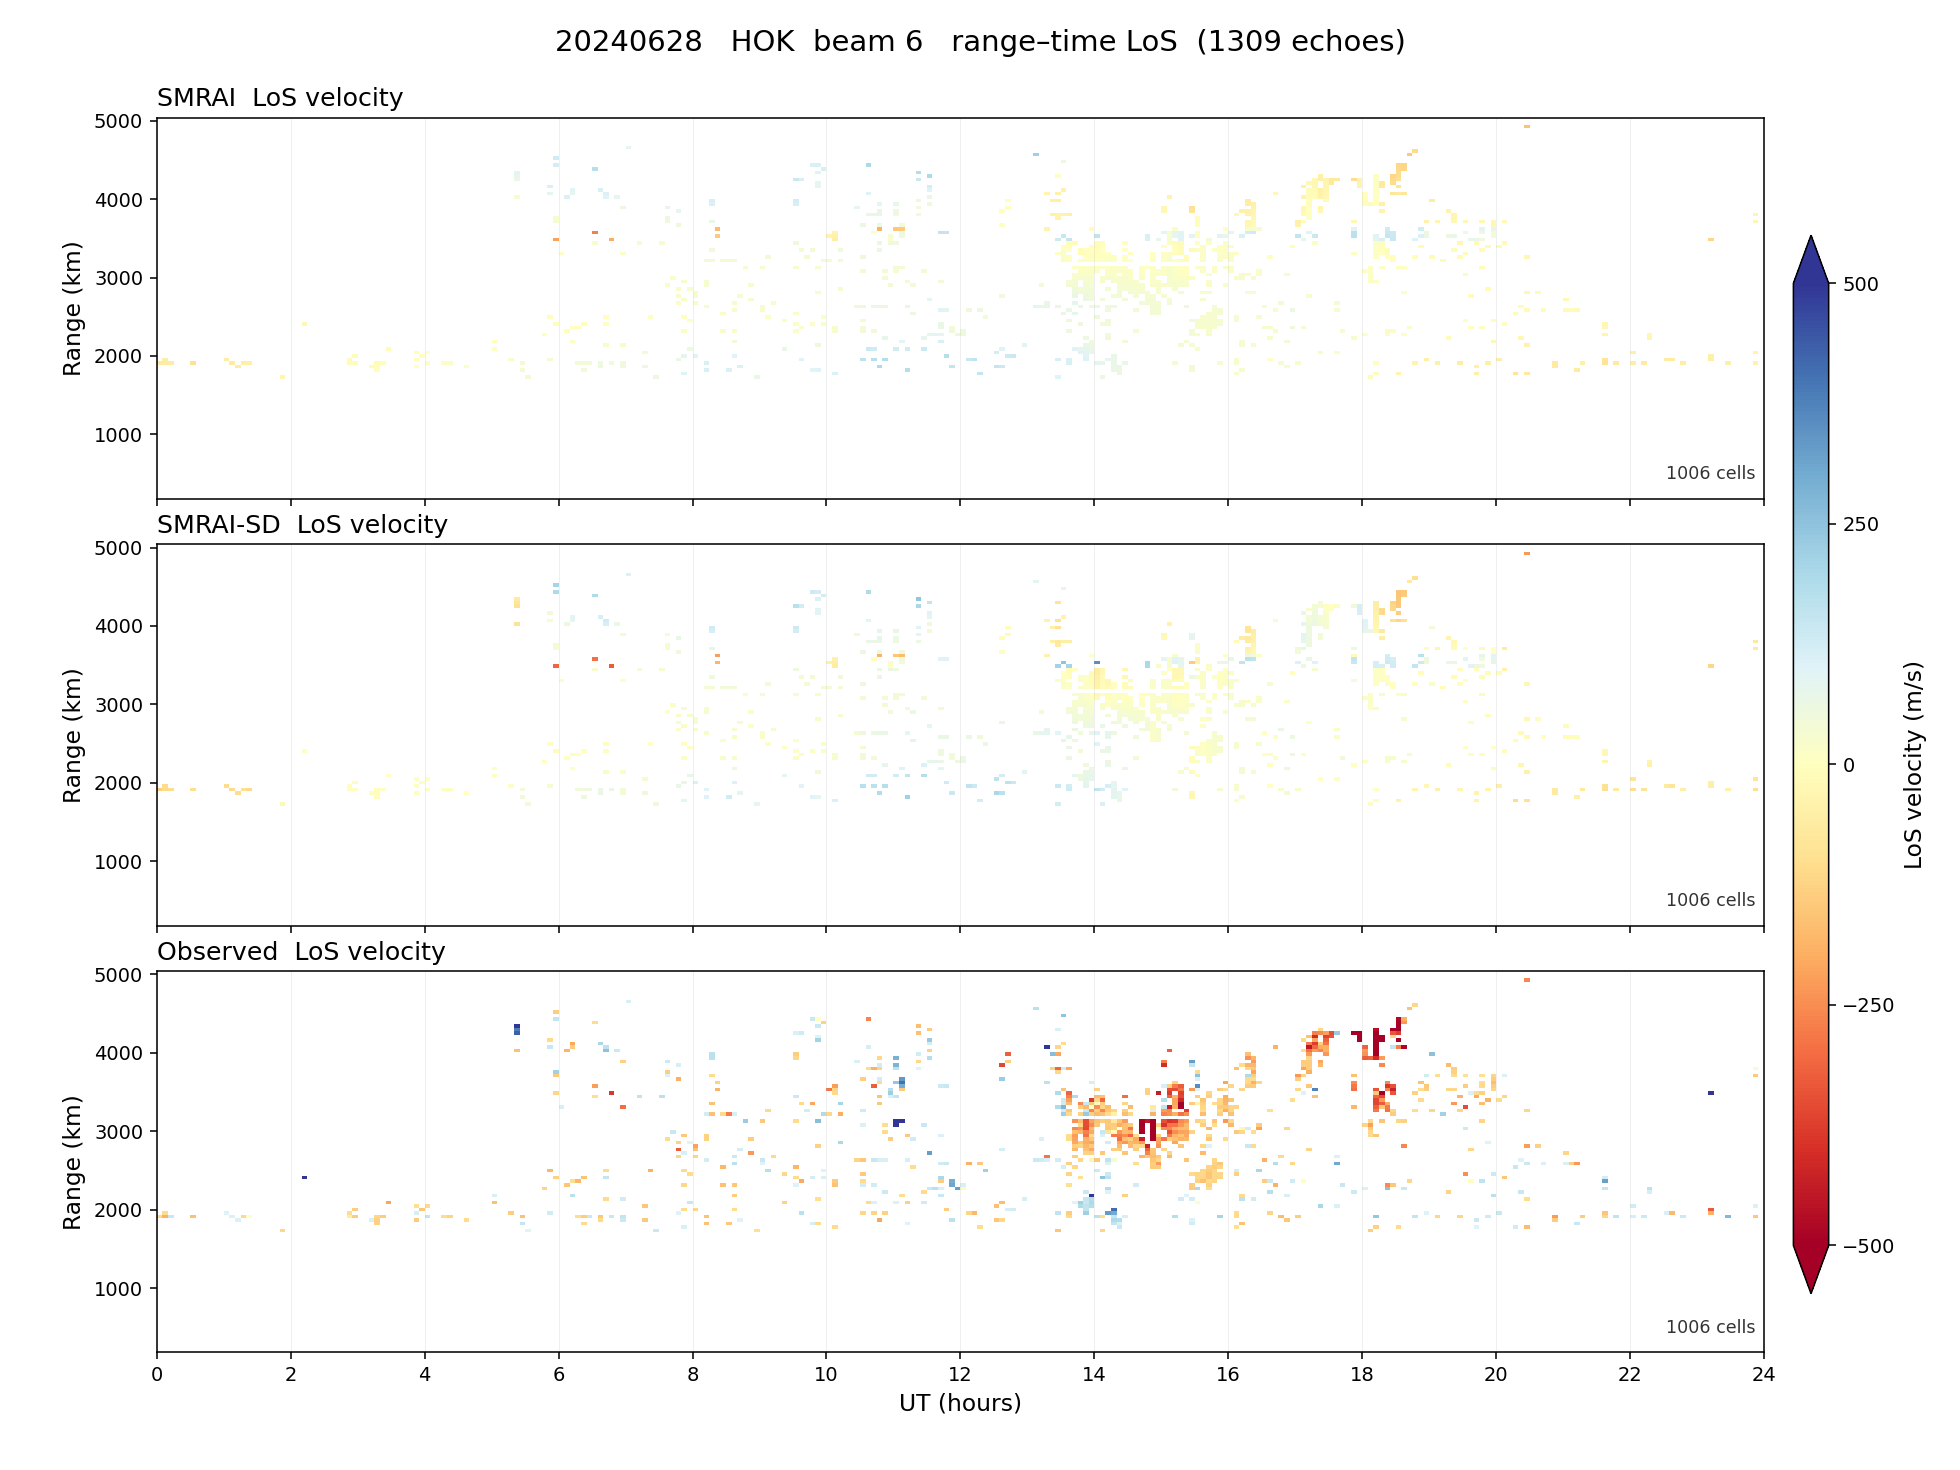 20240628   HOK  beam 6   range–time LoS  (1309 echoes)
SMRAI  LoS velocity
5000
4000
3000
2000
1000
Range (km)
1006 cells
SMRAI-SD  LoS velocity
5000
4000
3000
2000
1000
Range (km)
1006 cells
Observed  LoS velocity
5000
4000
3000
2000
1000
Range (km)
1006 cells
0 2 4 6 8 10 12 14 16 18 20 22 24
UT (hours)
500
250
0
−250
−500
LoS velocity (m/s)